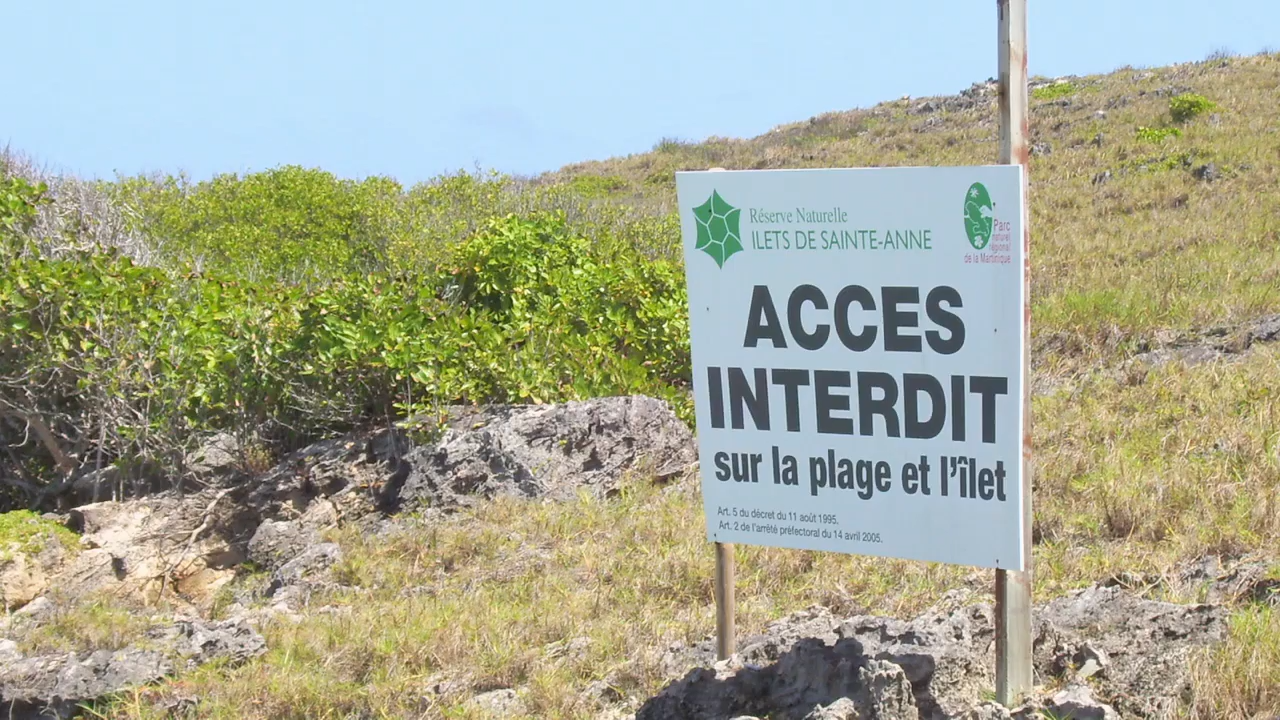 Réserve Naturelle
ILETS DE SAINTE-ANNE
Parc
naturel
régional
de la Martinique
ACCES
INTERDIT
sur la plage et l'îlet
Art. 5 du décret du 11 août 1995.
Art. 2 de l'arrêté préfectoral du 14 avril 2005.